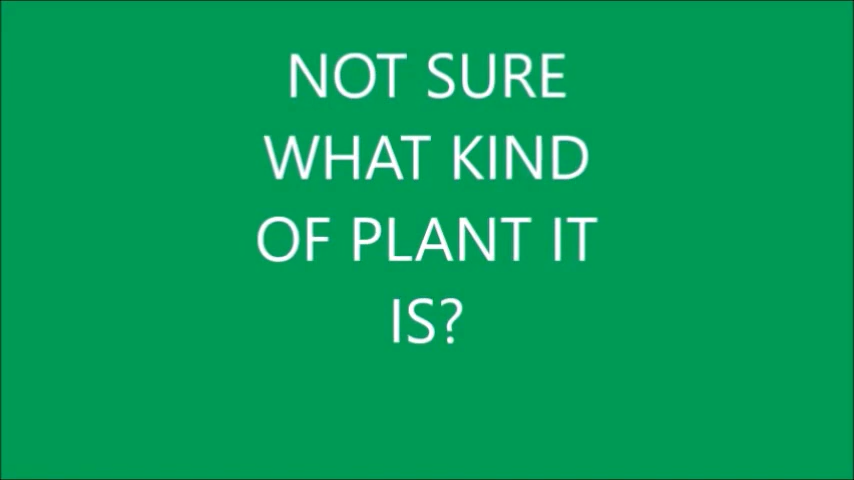 NOT SURE
WHAT KIND
OF PLANT IT
IS?